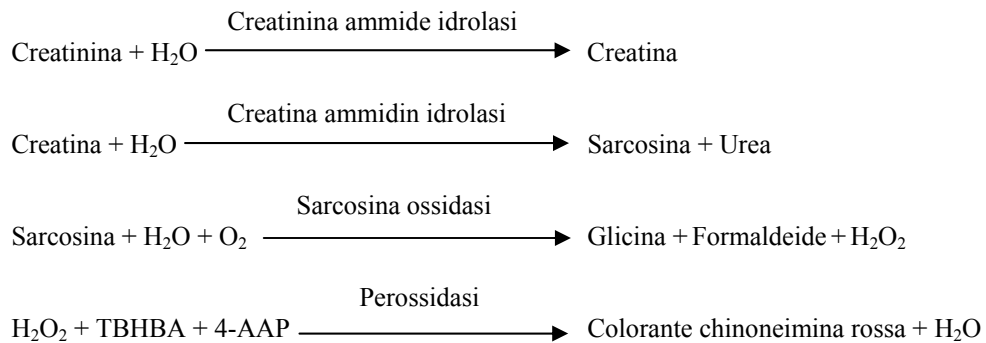 Creatinina ammide idrolasi
Creatinina + H₂O → Creatina
Creatina ammidin idrolasi
Creatina + H₂O → Sarcosina + Urea
Sarcosina ossidasi
Sarcosina + H₂O + O₂ → Glicina + Formaldeide + H₂O₂
Perossidasi
H₂O₂ + TBHBA + 4-AAP → Colorante chinoneimina rossa + H₂O